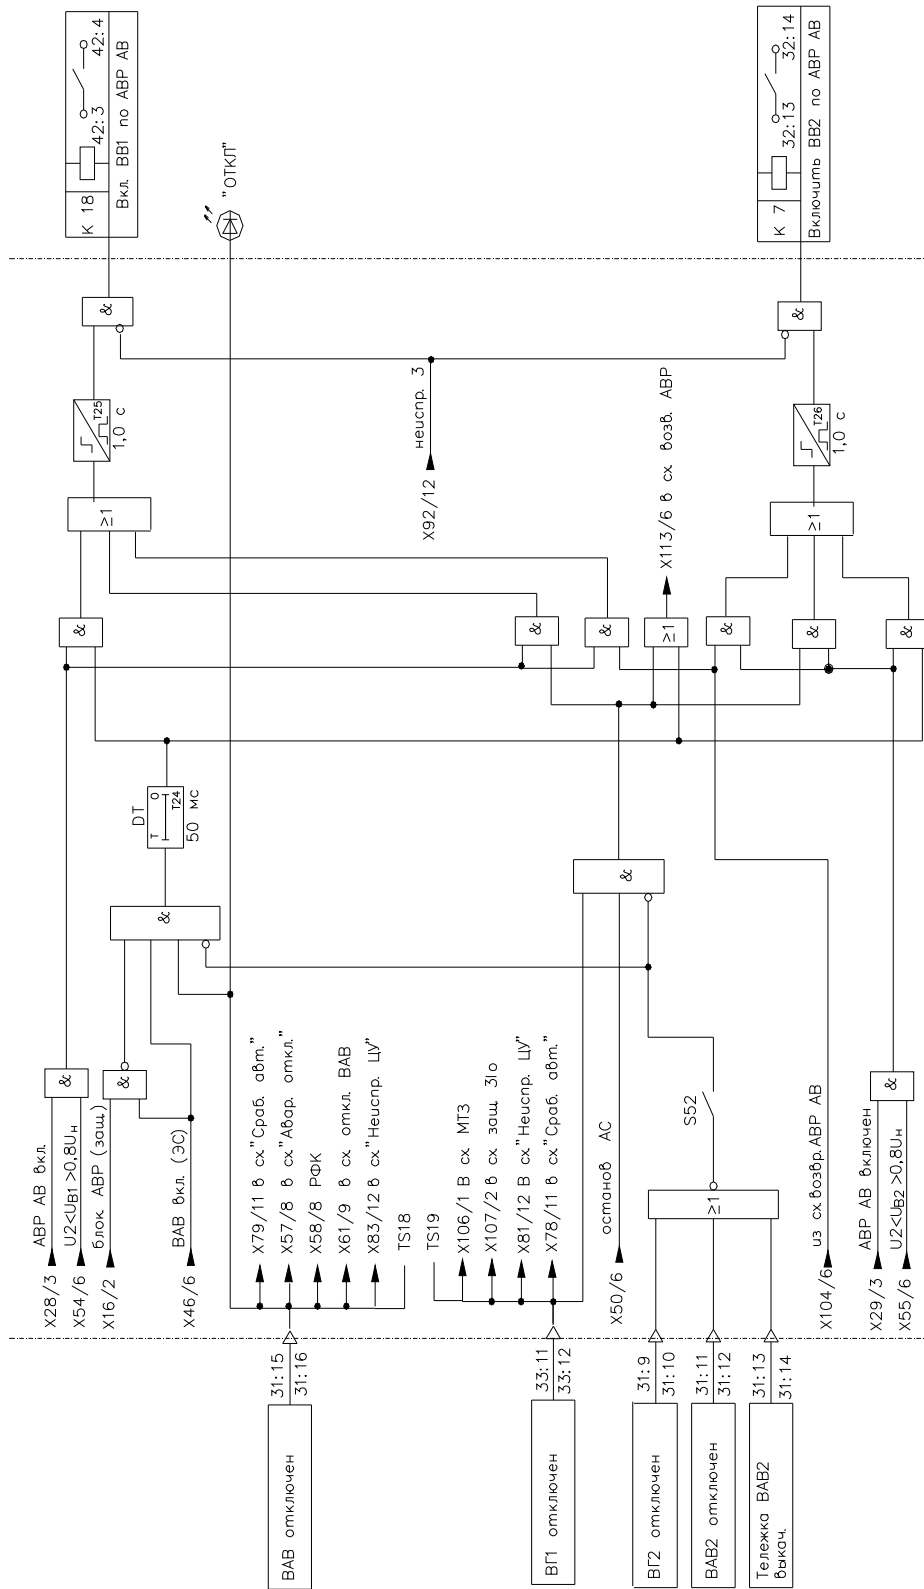 К 18
42:3
42:4
Вкл. ВВ1 по АВР АВ
К 7
32:13
32:14
Включить ВВ2 по АВР АВ
"ОТКЛ"
&
&
T25
1,0 с
неиспр. 3
X92/12
T26
1,0 с
≥1
X113/6 в сх. возв. АВР
≥1
&
&
&
≥1
&
&
&
DT
T
O
T24
50 мс
&
&
&
&
&
АВР АВ вкл.
X28/3
U2<UВ1 >0,8Uн
X54/6
блок. АВР (защ.)
X16/2
ВАВ вкл. (ЭС)
X46/6
X79/11 в сх."Сраб. авт."
X57/8 в сх."Авар. откл."
X58/8 РФК
X61/9 в сх. откл. ВАВ
X83/12 в сх."Неиспр. ЦУ"
TS18
TS19
X106/1 В сх. МТЗ
X107/2 в сх. защ. 3Io
X81/12 В сх."Неиспр. ЦУ"
X78/11 в сх."Сраб. авт."
останов АС
X50/6
S52
≥1
из сх.возвр.АВР АВ
X104/6
АВР АВ включен
X29/3
U2<UВ2 >0,8Uн
X55/6
31:15
31:16
33:11
33:12
31:9
31:10
31:11
31:12
31:13
31:14
ВАВ отключен
ВГ1 отключен
ВГ2 отключен
ВАВ2 отключен
Тележка ВАВ2
выкач.